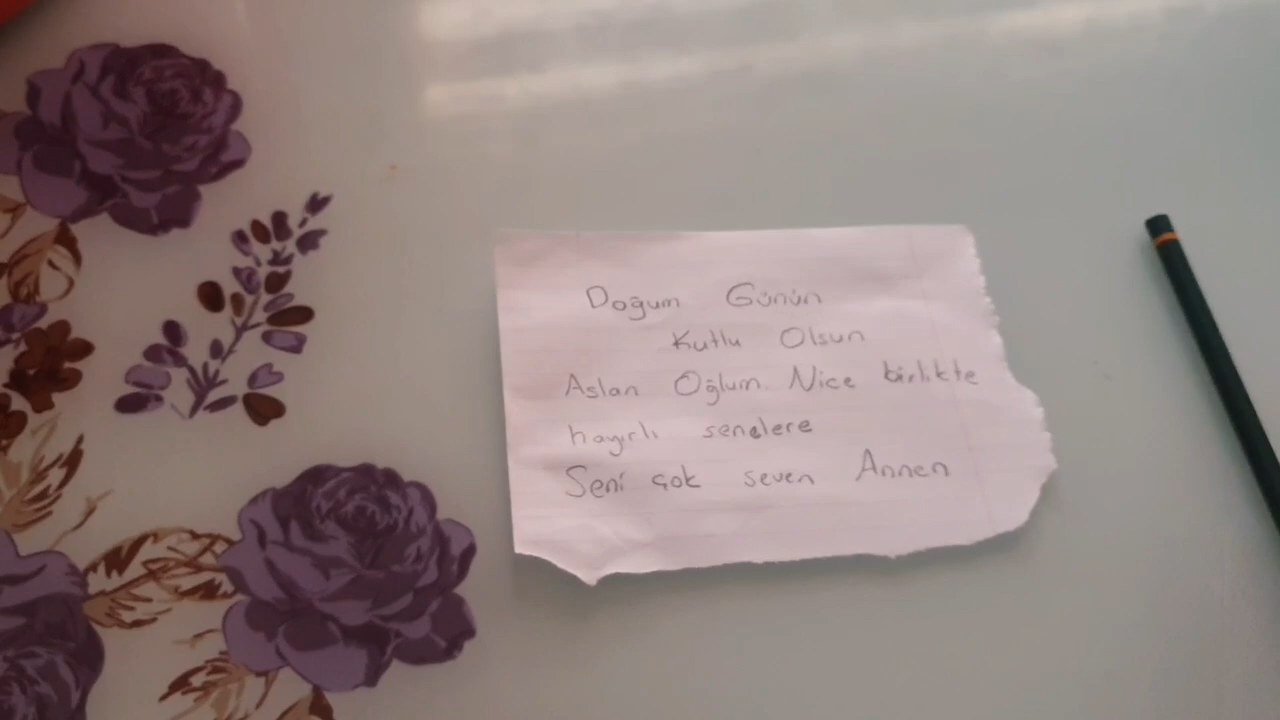 Doğum Günün
Kutlu Olsun
Aslan Oğlum. Nice birlikte
hayırlı senelere
Seni çok seven Annen